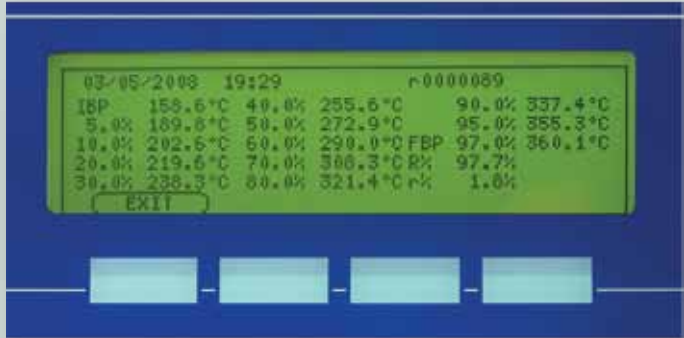 03/05/2008 19:29 r0000089
IBP 158.6°C 40.0% 255.6°C 90.0% 337.4°C
5.0% 189.8°C 50.0% 272.9°C 95.0% 355.3°C
10.0% 202.6°C 60.0% 290.0°C FBP 97.0% 360.1°C
20.0% 219.6°C 70.0% 308.3°C R% 97.7%
30.0% 238.3°C 80.0% 321.4°C r% 1.8%
EXIT